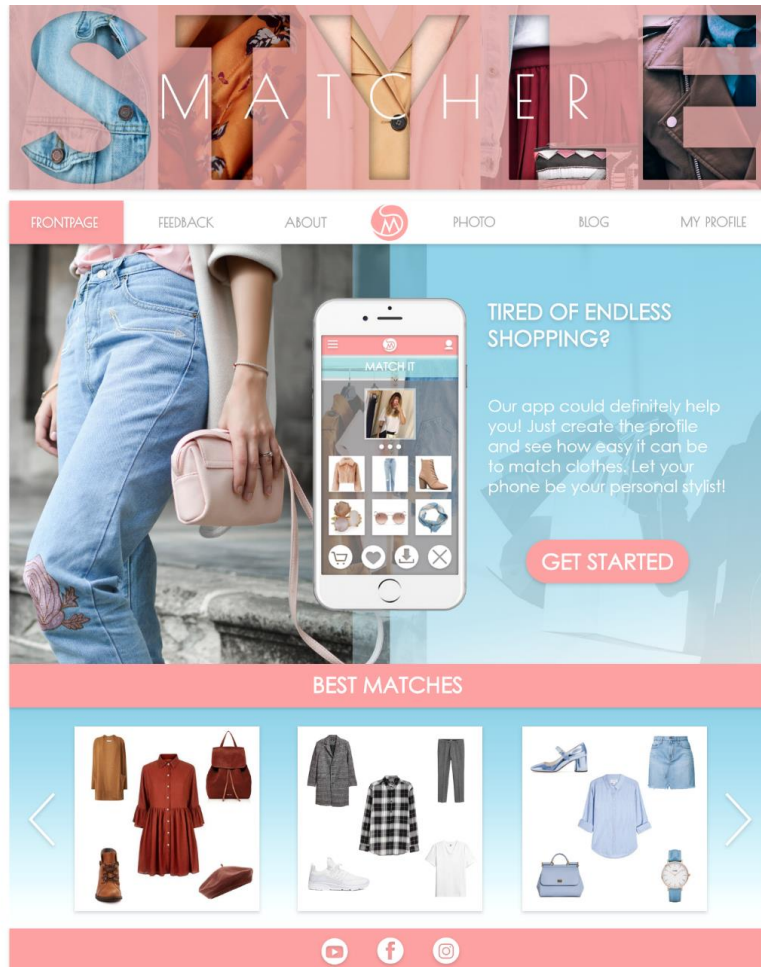 STYLE
MATCHER
FRONTPAGE
FEEDBACK
ABOUT
M
PHOTO
BLOG
MY PROFILE
MATCH IT
TIRED OF ENDLESS
SHOPPING?
Our app could definitely help
you! Just create the profile
and see how easy it can be
to match clothes. Let your
phone be your personal stylist!
GET STARTED
BEST MATCHES